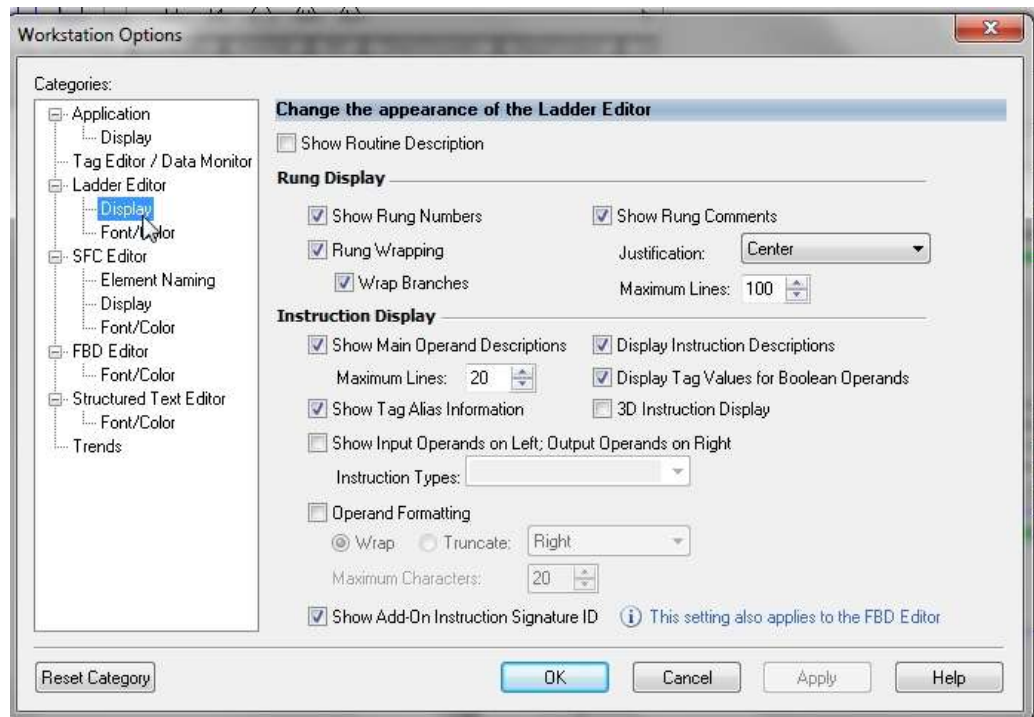 Workstation Options
Categories:
Application
Display
Tag Editor / Data Monitor
Ladder Editor
Display
Font/Color
SFC Editor
Element Naming
Display
Font/Color
FBD Editor
Font/Color
Structured Text Editor
Font/Color
Trends
Change the appearance of the Ladder Editor
Show Routine Description
Rung Display
Show Rung Numbers
Show Rung Comments
Rung Wrapping
Justification: Center
Wrap Branches
Maximum Lines: 100
Instruction Display
Show Main Operand Descriptions
Display Instruction Descriptions
Maximum Lines: 20
Display Tag Values for Boolean Operands
Show Tag Alias Information
3D Instruction Display
Show Input Operands on Left; Output Operands on Right
Instruction Types:
Operand Formatting
Wrap Truncate: Right
Maximum Characters: 20
Show Add-On Instruction Signature ID
This setting also applies to the FBD Editor
Reset Category OK Cancel Apply Help